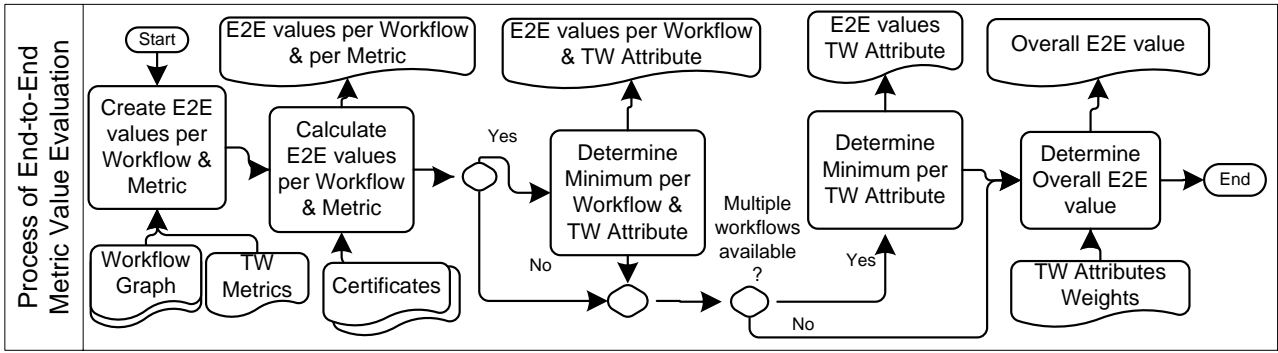 Process of End-to-End
Metric Value Evaluation
Start
Create E2E
values per
Workflow &
Metric
Workflow
Graph
TW
Metrics
E2E values per Workflow
& per Metric
Calculate
E2E values
per Workflow
& Metric
Certificates
Yes
No
E2E values per Workflow
& TW Attribute
Determine
Minimum per
Workflow &
TW Attribute
Multiple
workflows
available
?
Yes
No
E2E values
TW Attribute
Determine
Minimum per
TW Attribute
Overall E2E value
Determine
Overall E2E
value
TW Attributes
Weights
End